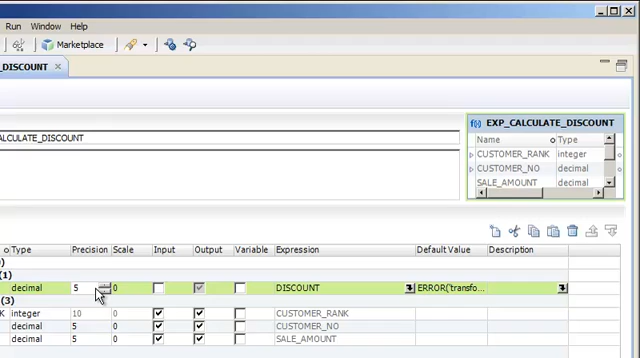 Run Window Help
Marketplace
_DISCOUNT
ALCULATE_DISCOUNT
EXP_CALCULATE_DISCOUNT
Name Type
CUSTOMER_RANK integer
CUSTOMER_NO decimal
SALE_AMOUNT decimal
Type Precision Scale Input Output Variable Expression Default Value Description
(1)
decimal 5 0 DISCOUNT ERROR('transfo...
(3)
K integer 10 0 CUSTOMER_RANK
decimal 5 0 CUSTOMER_NO
decimal 5 0 SALE_AMOUNT